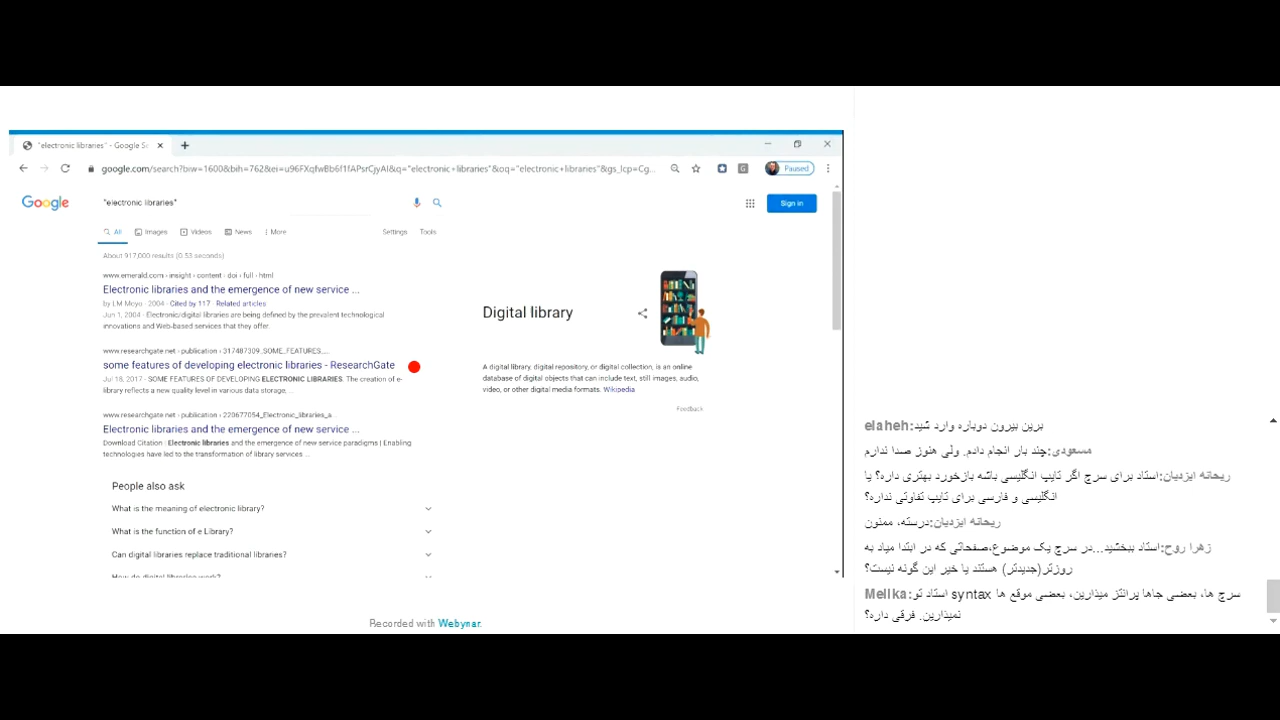 "electronic libraries" - Google Se
google.com/search?biw=1600&bih=762&ei=u96FXqfwBb6f1fAPsrCjyAI&q="electronic+libraries"&oq="electronic+libraries"&gs_lcp=Cg...
Paused
Google
"electronic libraries"
Sign in
All Images Videos News More Settings Tools
About 917,000 results (0.53 seconds)
www.emerald.com › insight › content › doi › full › html
Electronic libraries and the emergence of new service ...
by LM Moyo · 2004 · Cited by 117 · Related articles
Jun 1, 2004 · Electronic/digital libraries are being defined by the prevalent technological
innovations and Web-based services that they offer
www.researchgate.net › publication › 317487309_SOME_FEATURES_...
some features of developing electronic libraries - ResearchGate
Jul 18, 2017 · SOME FEATURES OF DEVELOPING ELECTRONIC LIBRARIES. The creation of e-
library reflects a new quality level in various data storage. ...
www.researchgate.net › publication › 220677054_Electronic_libraries_a...
Electronic libraries and the emergence of new service ...
Download Citation | Electronic libraries and the emergence of new service paradigms | Enabling
technologies have led to the transformation of library services ...
People also ask
What is the meaning of electronic library?
What is the function of e Library?
Can digital libraries replace traditional libraries?
How do digital libraries work?
Digital library
A digital library, digital repository, or digital collection, is an online
database of digital objects that can include text, still images, audio,
video, or other digital media formats. Wikipedia
Feedback
Recorded with Webynar.
elaheh: برین بیرون دوباره وارد شید
مسعودی: چند بار انجام دادم. ولی هنوز صدا ندارم
ریحانه ایزدیان: استاد برای سرچ اگر تایپ انگلیسی باشه بازخورد بهتری داره؟ یا
انگلیسی و فارسی برای تایپ تفاوتی نداره؟
ریحانه ایزدیان: درسته، ممنون
زهرا روح: استاد ببخشید...در سرچ یک موضوع،صفحاتی که در ابتدا میاد به
روزتر(جدیدتر) هستند یا خیر این گونه نیست؟
Melika: استاد تو syntax سرچ ها، بعضی جاها پرانتز میذارین، بعضی موقع ها
نمیذارین. فرقی داره؟